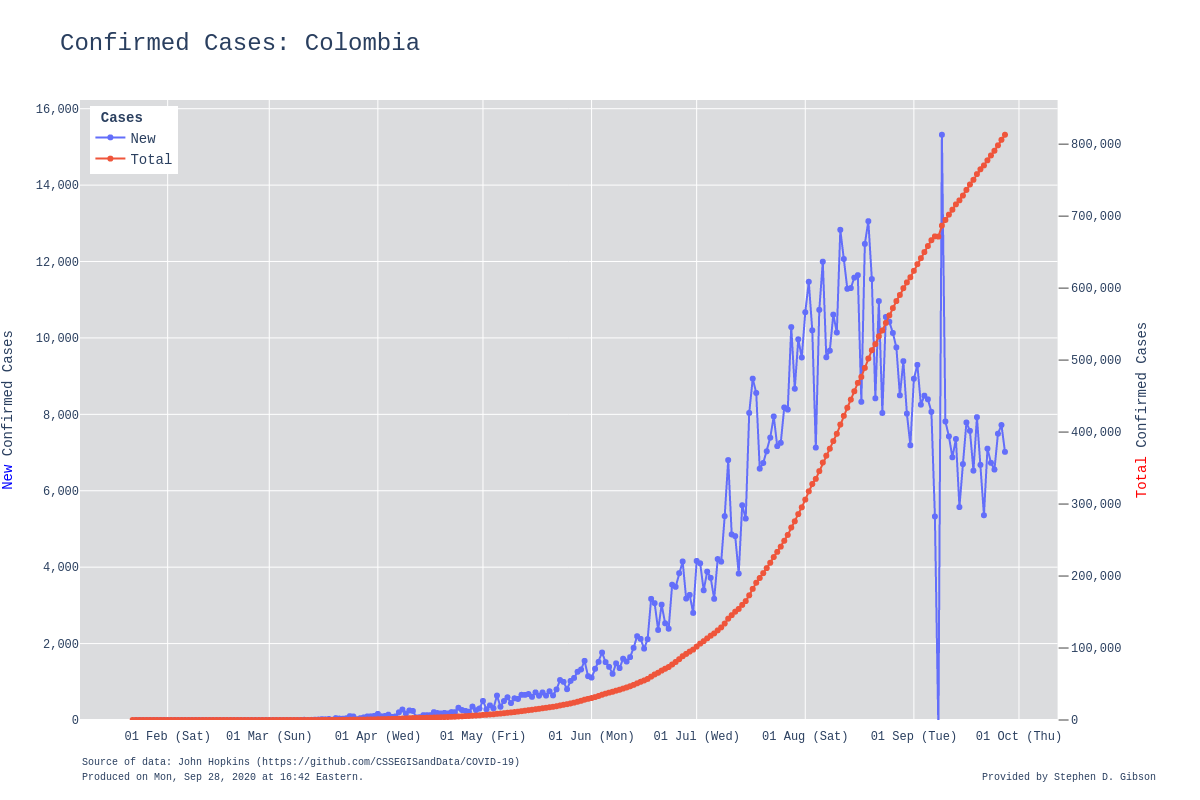 Confirmed Cases: Colombia
Cases
New
Total
16,000
14,000
12,000
10,000
8,000
6,000
4,000
2,000
0
New Confirmed Cases
800,000
700,000
600,000
500,000
400,000
300,000
200,000
100,000
0
Total Confirmed Cases
01 Feb (Sat) 01 Mar (Sun) 01 Apr (Wed) 01 May (Fri) 01 Jun (Mon) 01 Jul (Wed) 01 Aug (Sat) 01 Sep (Tue) 01 Oct (Thu)
Source of data: John Hopkins (https://github.com/CSSEGISandData/COVID-19)
Produced on Mon, Sep 28, 2020 at 16:42 Eastern.
Provided by Stephen D. Gibson